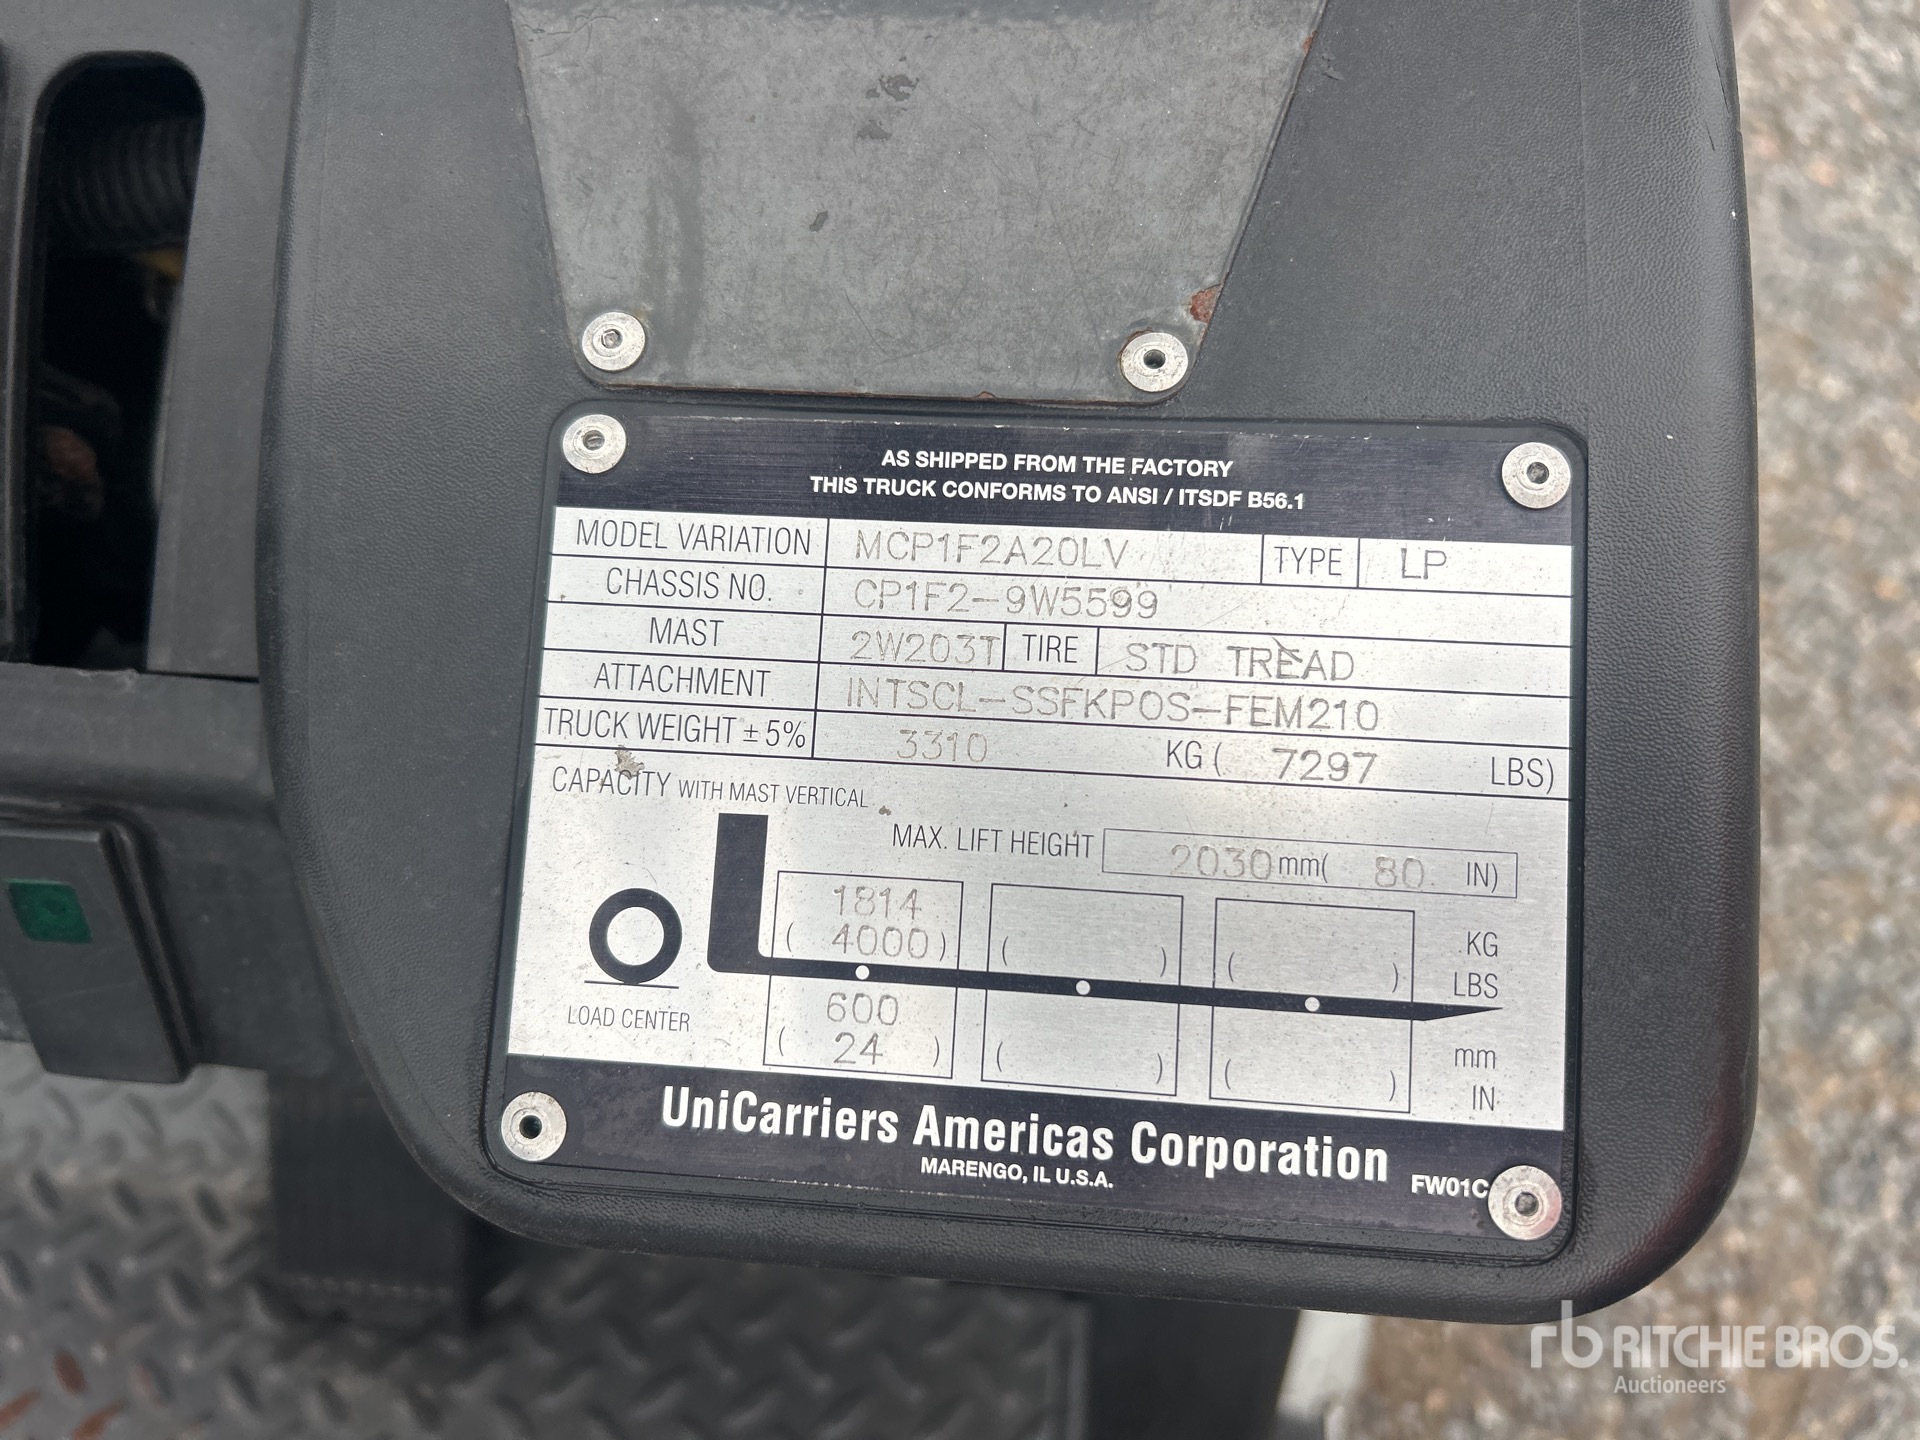 AS SHIPPED FROM THE FACTORY
THIS TRUCK CONFORMS TO ANSI / ITSDF B56.1
MODEL VARIATION MCP1F2A20LV TYPE LP
CHASSIS NO. CP1F2-9W5599
MAST 2W203T TIRE STD TREAD
ATTACHMENT INTSCL-SSFKPOS-FEM210
TRUCK WEIGHT ± 5% 3310 KG ( 7297 LBS)
CAPACITY WITH MAST VERTICAL
MAX. LIFT HEIGHT 2030 mm( 80 IN)
1814 KG
( 4000 ) ( ) ( ) LBS
LOAD CENTER 600 mm
( 24 ) ( ) ( ) IN
UniCarriers Americas Corporation
MARENGO, IL U.S.A. FW01C
rb RITCHIE BROS.
Auctioneers